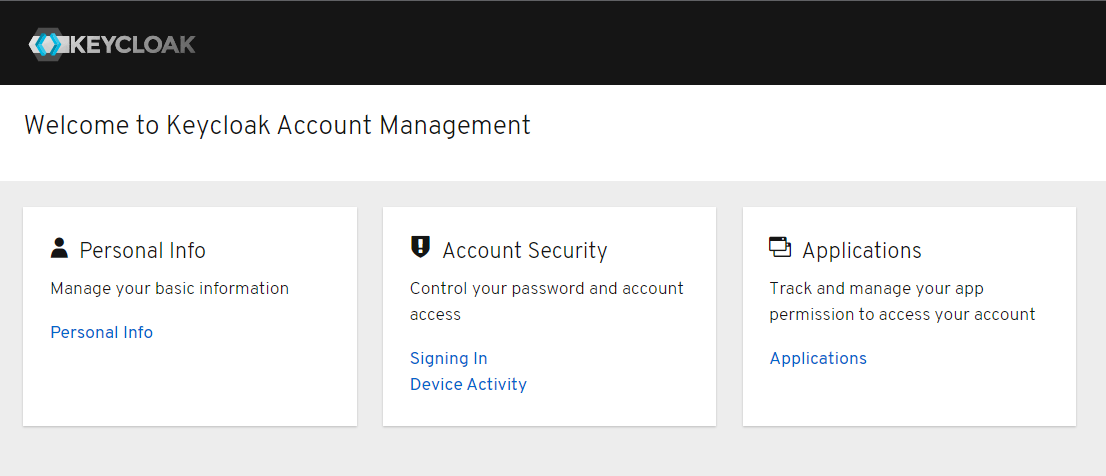 KEYCLOAK
Welcome to Keycloak Account Management
Personal Info
Manage your basic information
Personal Info
Account Security
Control your password and account
access
Signing In
Device Activity
Applications
Track and manage your app
permission to access your account
Applications